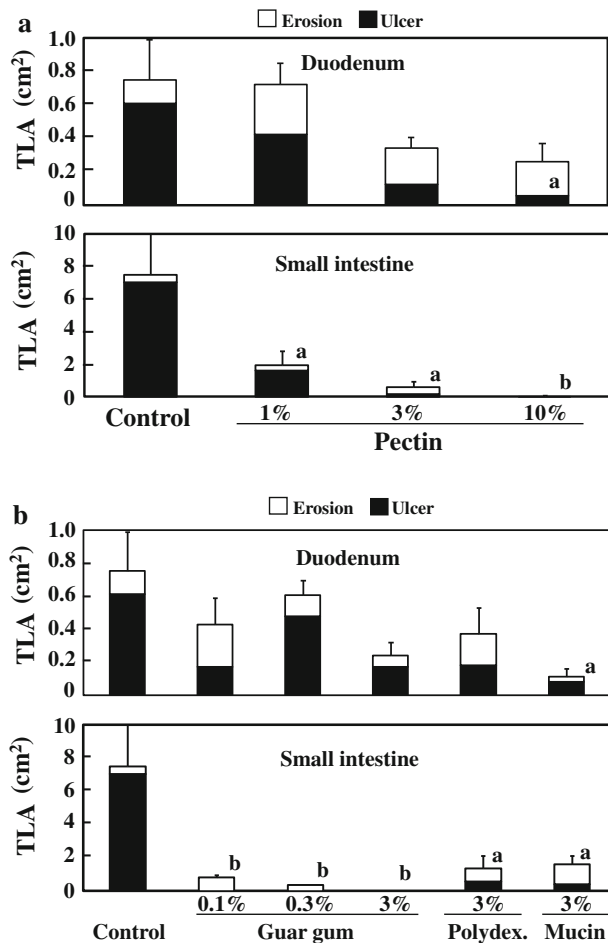 a
Erosion Ulcer
Duodenum
TLA (cm²)
1.0
0.8
0.6
0.4
0.2
0
a
Small intestine
TLA (cm²)
10
8
6
4
2
0
a
a
b
Control
1% 3% 10%
Pectin
b
Erosion Ulcer
Duodenum
TLA (cm²)
1.0
0.8
0.6
0.4
0.2
0
a
Small intestine
TLA (cm²)
10
8
6
4
2
0
b
b
b
a
a
0.1% 0.3% 3% 3% 3%
Control Guar gum Polydex. Mucin